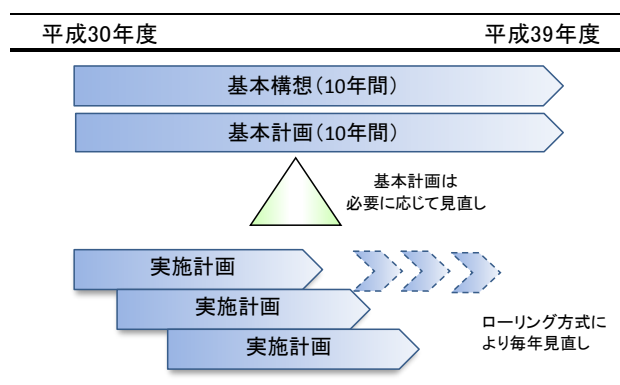 平成30年度
平成39年度
基本構想（10年間）
基本計画（10年間）
基本計画は
必要に応じて見直し
実施計画
実施計画
実施計画
ローリング方式に
より毎年見直し